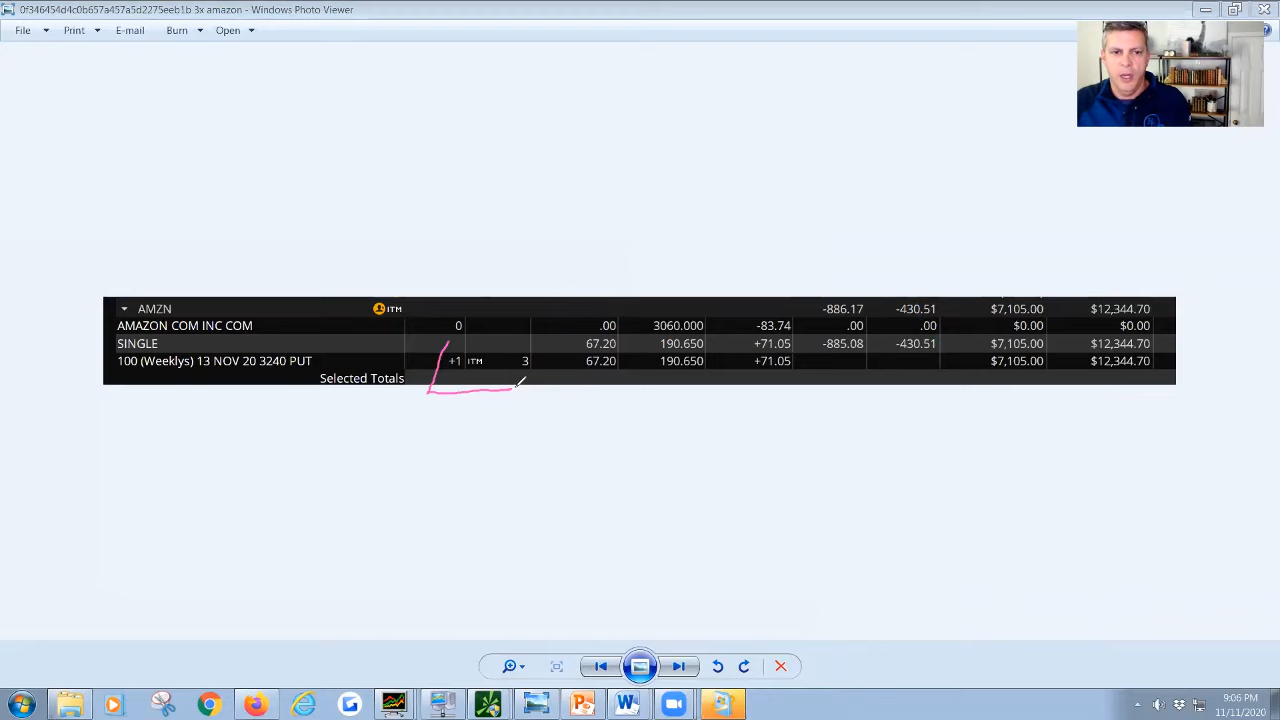 0f346454d4c0b657a457a5d2275eeb1b 3x amazon - Windows Photo Viewer
File Print E-mail Burn Open
AMZN ITM -886.17 -430.51 $7,105.00 $12,344.70
AMAZON COM INC COM 0 .00 3060.000 -83.74 .00 .00 $0.00 $0.00
SINGLE 67.20 190.650 +71.05 -885.08 -430.51 $7,105.00 $12,344.70
100 (Weeklys) 13 NOV 20 3240 PUT +1 ITM 3 67.20 190.650 +71.05 $7,105.00 $12,344.70
Selected Totals
9:06 PM
11/11/2020